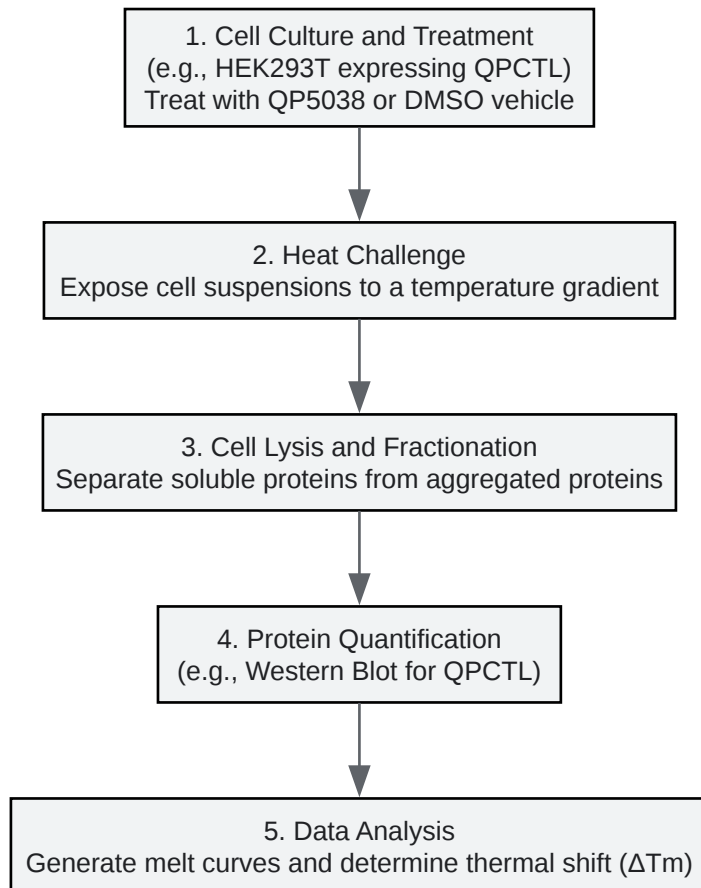 1. Cell Culture and Treatment
(e.g., HEK293T expressing QPCTL)
Treat with QP5038 or DMSO vehicle
2. Heat Challenge
Expose cell suspensions to a temperature gradient
3. Cell Lysis and Fractionation
Separate soluble proteins from aggregated proteins
4. Protein Quantification
(e.g., Western Blot for QPCTL)
5. Data Analysis
Generate melt curves and determine thermal shift (ΔTm)